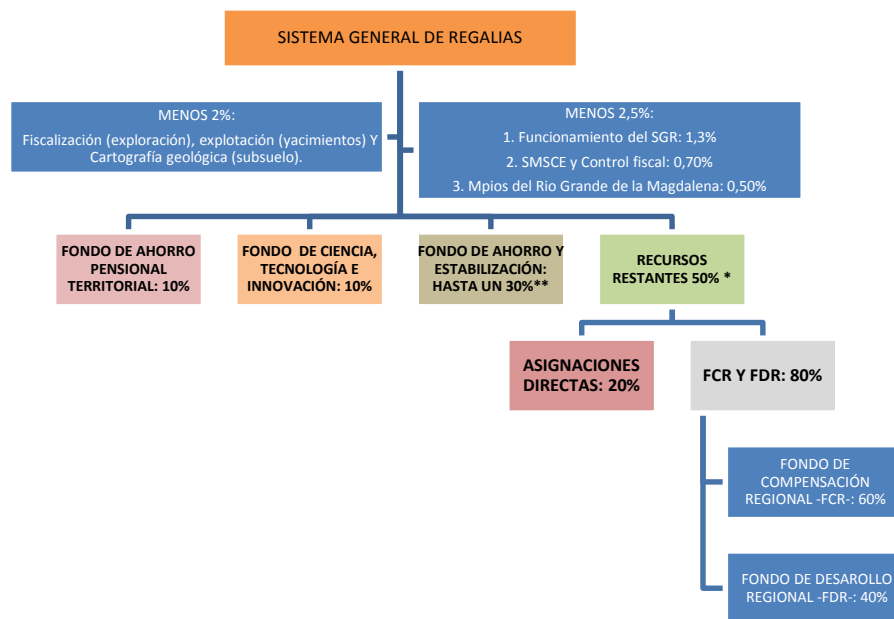 SISTEMA GENERAL DE REGALIAS
MENOS 2%:
Fiscalización (exploración), explotación (yacimientos) Y
Cartografía geológica (subsuelo).
MENOS 2,5%:
1. Funcionamiento del SGR: 1,3%
2. SMSCE y Control fiscal: 0,70%
3. Mpios del Rio Grande de la Magdalena: 0,50%
FONDO DE AHORRO
PENSIONAL
TERRITORIAL: 10%
FONDO DE CIENCIA,
TECNOLOGÍA E
INNOVACIÓN: 10%
FONDO DE AHORRO Y
ESTABILIZACIÓN:
HASTA UN 30%**
RECURSOS
RESTANTES 50% *
ASIGNACIONES
DIRECTAS: 20%
FCR Y FDR: 80%
FONDO DE
COMPENSACIÓN
REGIONAL -FCR-: 60%
FONDO DE DESAROLLO
REGIONAL -FDR-: 40%